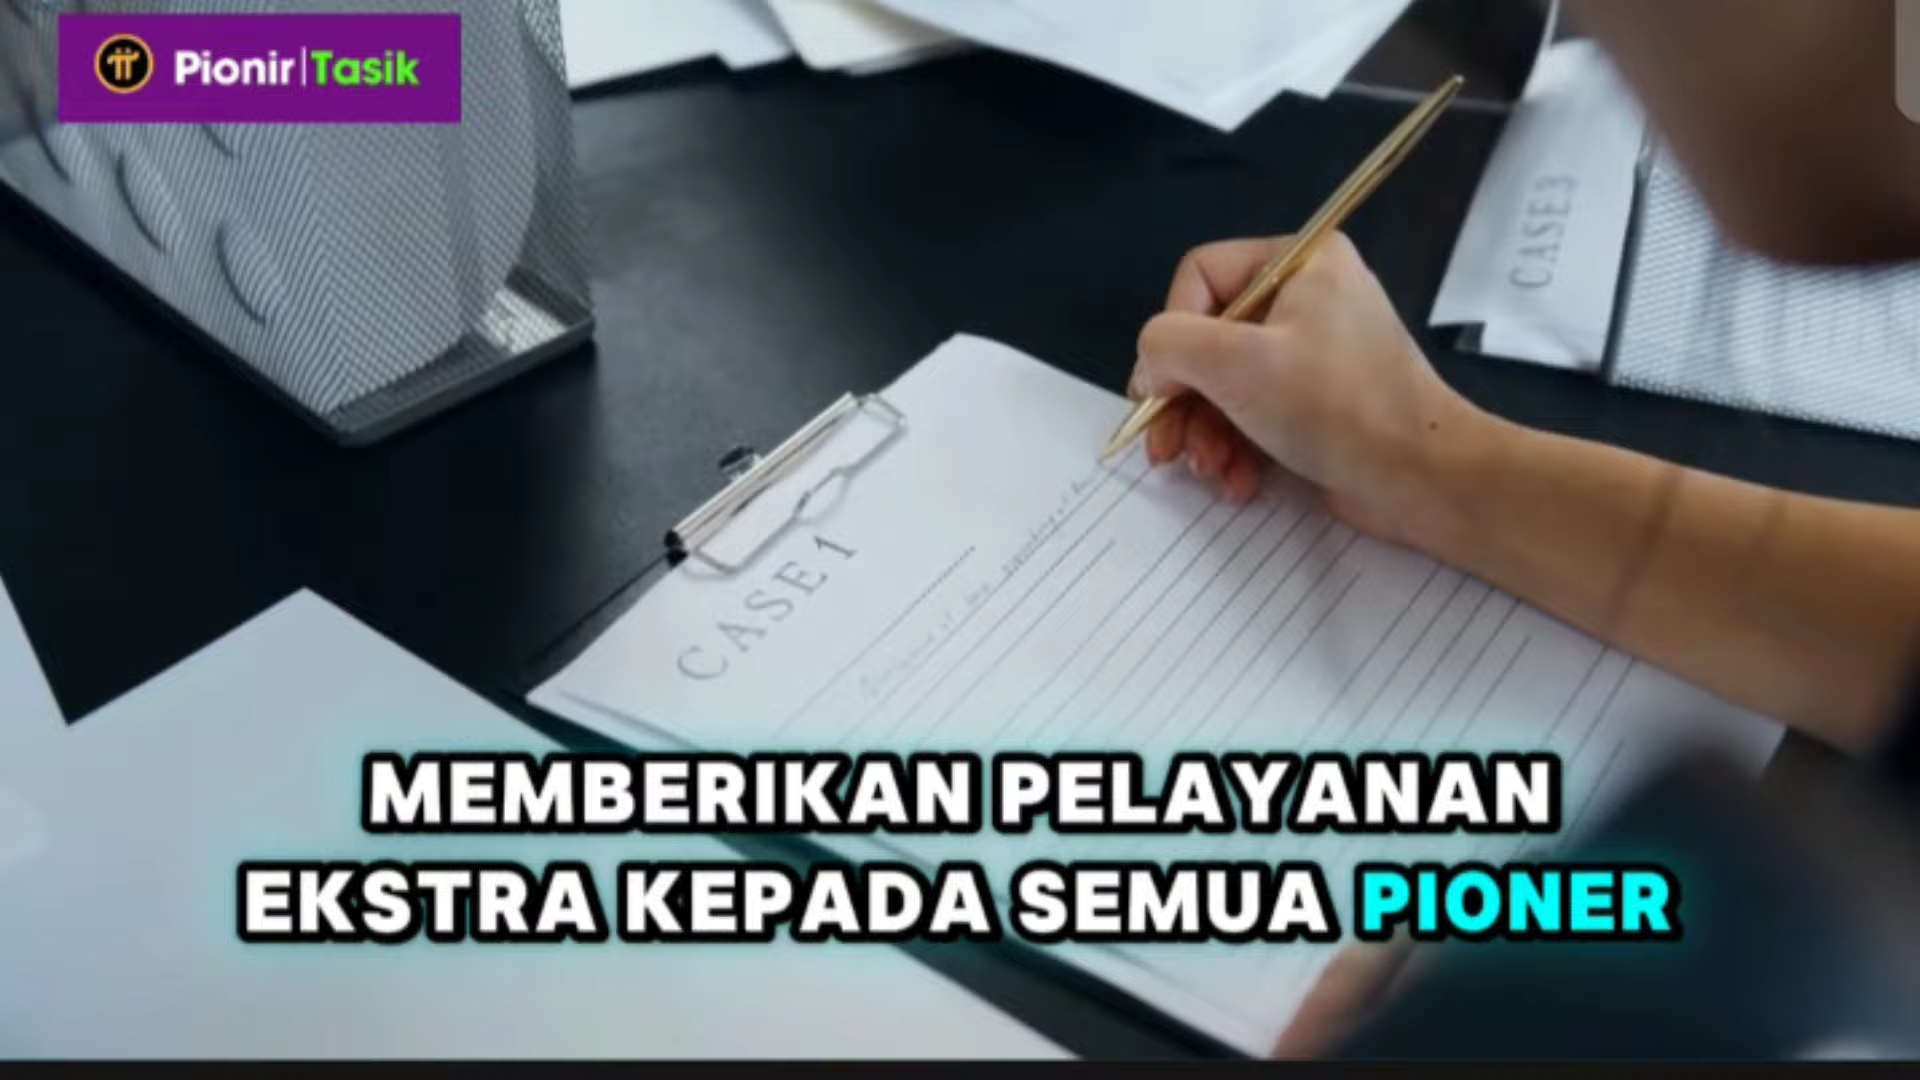 Pionir|Tasik
CASE3
CASE 1
MEMBERIKAN PELAYANAN
EKSTRA KEPADA SEMUA PIONER